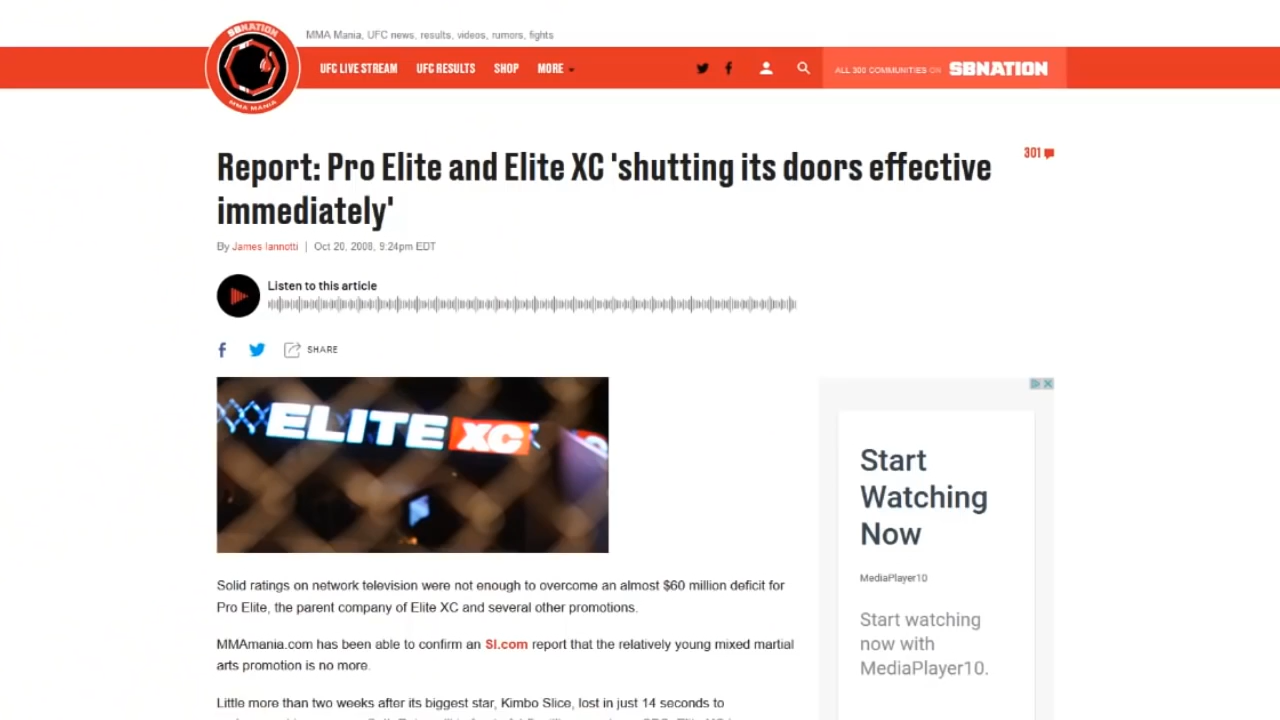 SBNATION
MMA MANIA
MMA Mania, UFC news, results, videos, rumors, fights
UFC LIVE STREAM UFC RESULTS SHOP MORE
ALL 300 COMMUNITIES ON SBNATION
Report: Pro Elite and Elite XC 'shutting its doors effective
immediately'
301
By James Iannotti | Oct 20, 2008, 9:24pm EDT
Listen to this article
SHARE
ELITE XC
Solid ratings on network television were not enough to overcome an almost $60 million deficit for
Pro Elite, the parent company of Elite XC and several other promotions.
MMAmania.com has been able to confirm an SI.com report that the relatively young mixed martial
arts promotion is no more.
Little more than two weeks after its biggest star, Kimbo Slice, lost in just 14 seconds to
Start
Watching
Now
MediaPlayer10
Start watching
now with
MediaPlayer10.